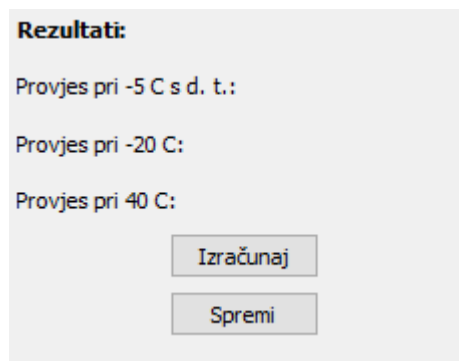 Rezultati:
Provjes pri -5 C s d. t.:
Provjes pri -20 C:
Provjes pri 40 C:
Izračunaj
Spremi